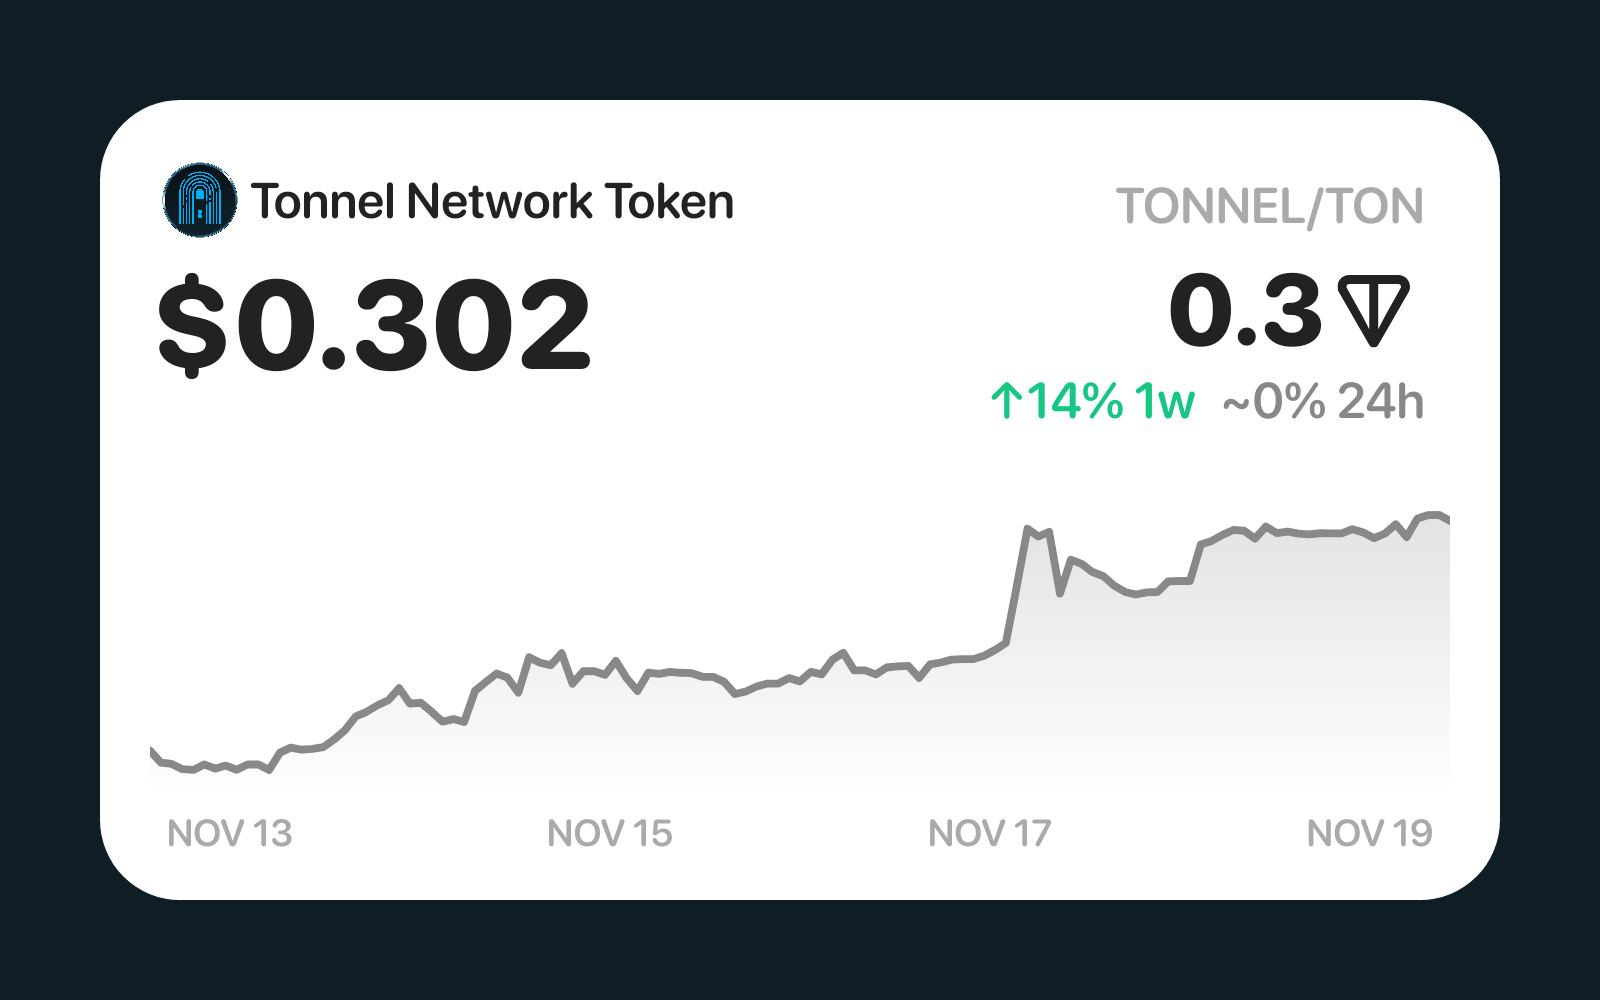 Tonnel Network Token
TONNEL/TON
$0.302
0.3
↑14% 1w ~0% 24h
NOV 13 NOV 15 NOV 17 NOV 19